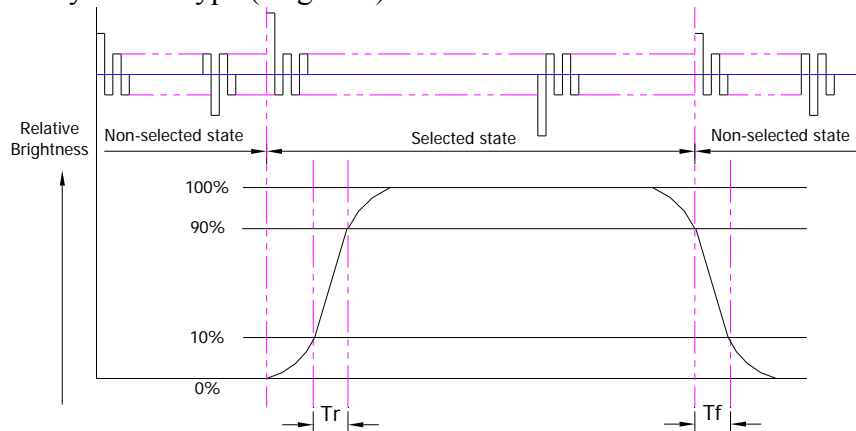 Relative
Brightness
Non-selected state
Selected state
Non-selected state
100%
90%
10%
0%
Tr
Tf